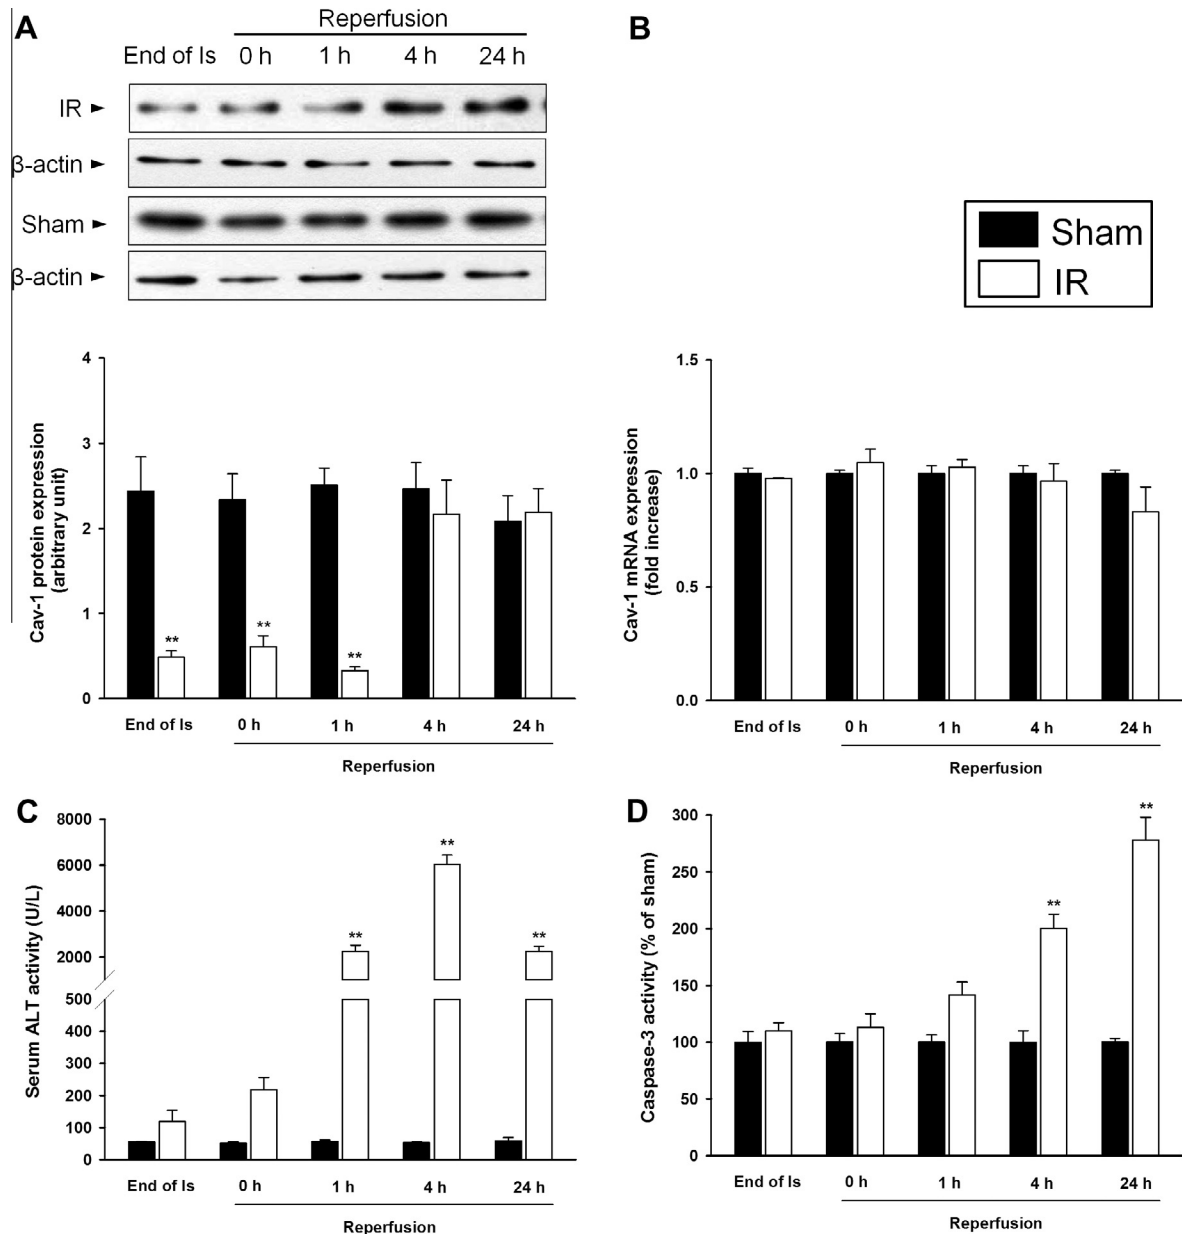 A
Reperfusion
End of Is 0 h 1 h 4 h 24 h
IR
β-actin
Sham
β-actin
4
3
2
1
0
Cav-1 protein expression
(arbitrary unit)
**
**
**
End of Is 0 h 1 h 4 h 24 h
Reperfusion
B
Sham
IR
1.5
1.0
0.5
0.0
Cav-1 mRNA expression
(fold increase)
End of Is 0 h 1 h 4 h 24 h
Reperfusion
C
8000
6000
4000
2000
500
400
300
200
100
0
Serum ALT activity (U/L)
**
**
**
End of Is 0 h 1 h 4 h 24 h
Reperfusion
D
300
250
200
150
100
50
0
Caspase-3 activity (% of sham)
**
**
End of Is 0 h 1 h 4 h 24 h
Reperfusion